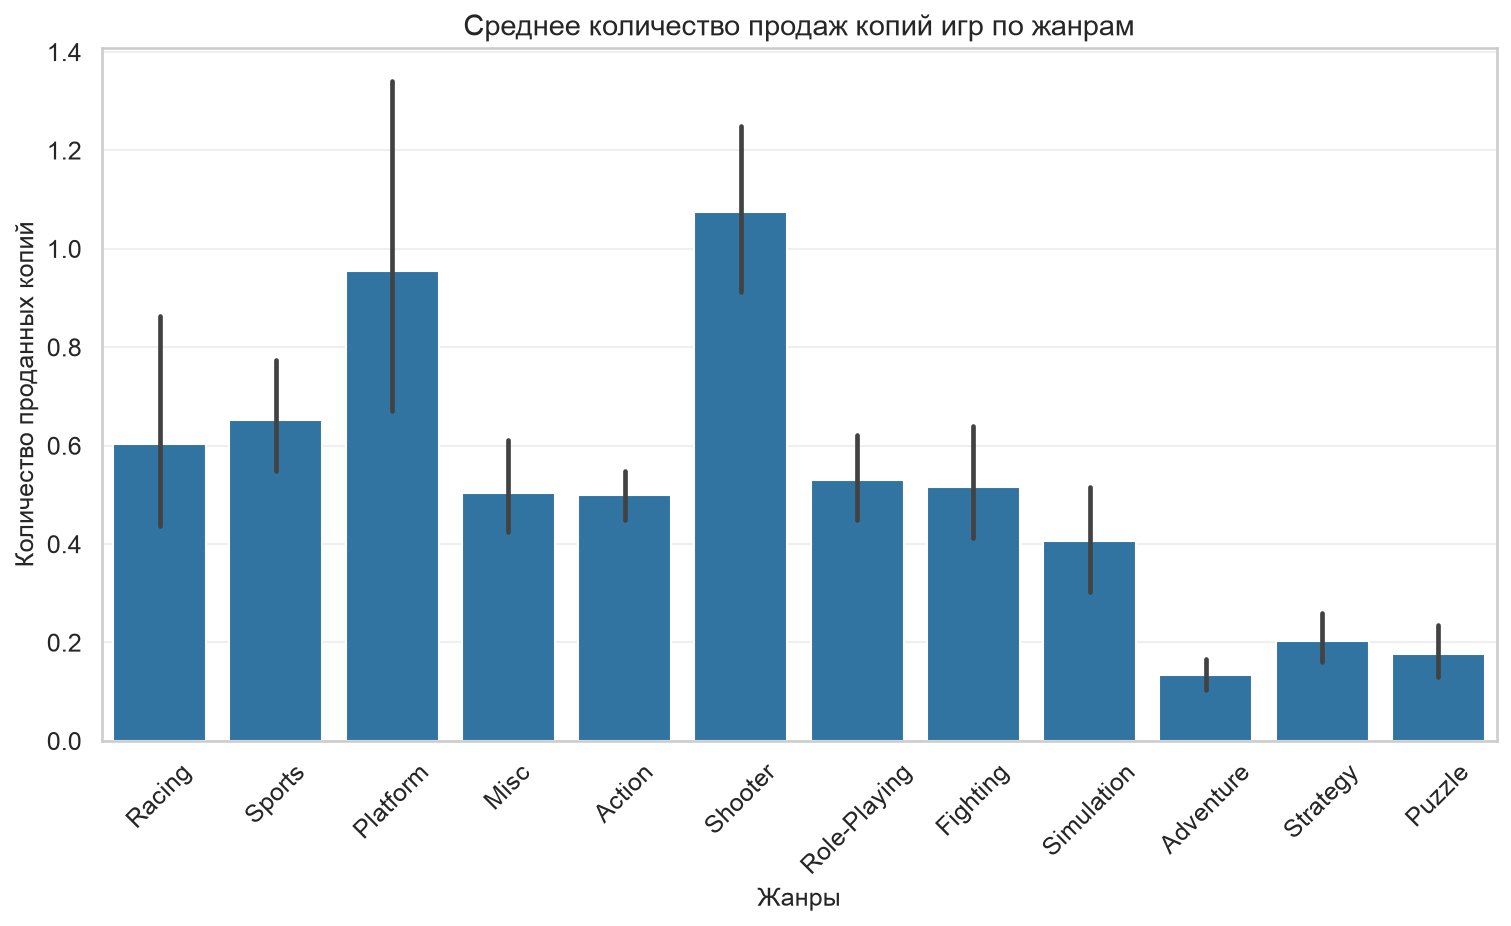 Среднее количество продаж копий игр по жанрам
Количество проданных копий
1.4
1.2
1.0
0.8
0.6
0.4
0.2
0.0
Racing
Sports
Platform
Misc
Action
Shooter
Role-Playing
Fighting
Simulation
Adventure
Strategy
Puzzle
Жанры